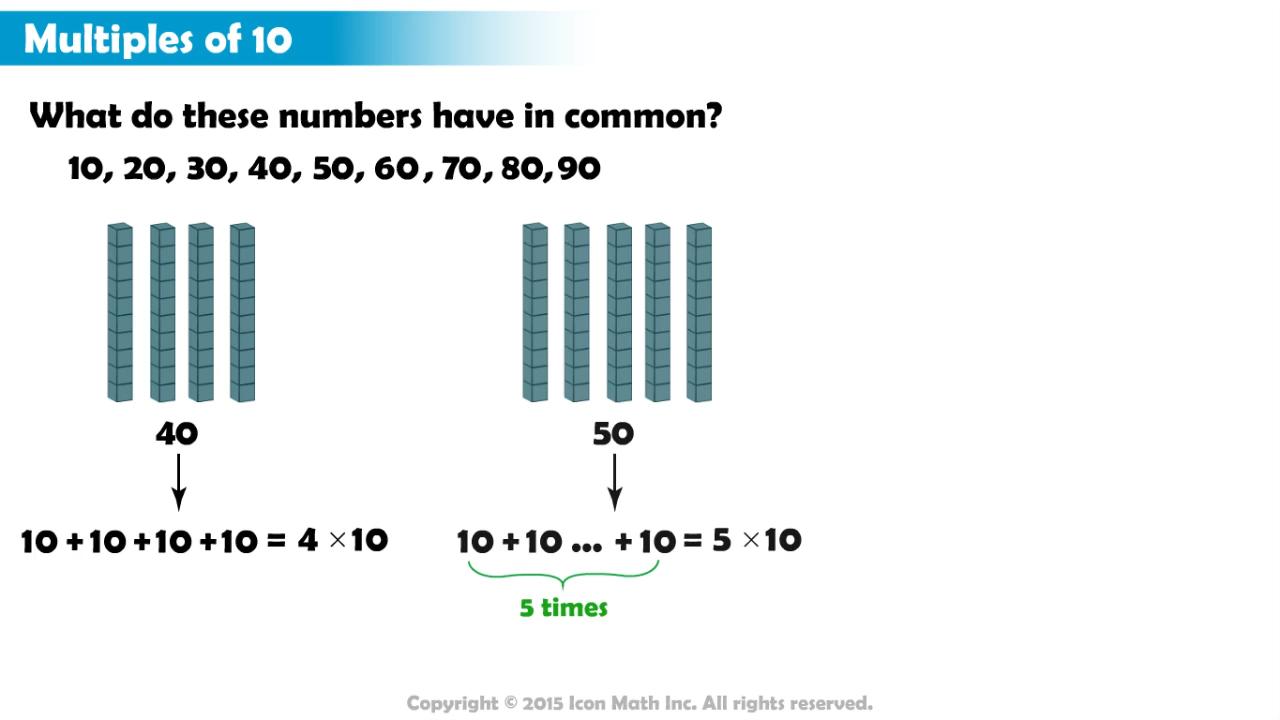 Multiples of 10
What do these numbers have in common?
10, 20, 30, 40, 50, 60, 70, 80, 90
40
50
10 + 10 + 10 + 10 = 4 × 10
10 + 10 ... + 10 = 5 × 10
5 times
Copyright © 2015 Icon Math Inc. All rights reserved.